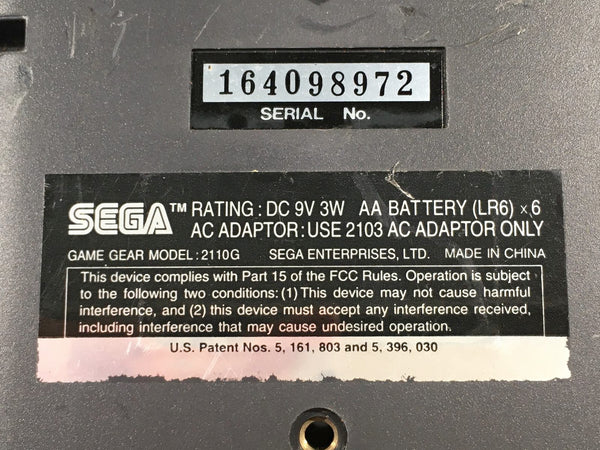 164098972
SERIAL No.
SEGA™ RATING : DC 9V 3W AA BATTERY (LR6) × 6
AC ADAPTOR : USE 2103 AC ADAPTOR ONLY
GAME GEAR MODEL : 2110G SEGA ENTERPRISES, LTD. MADE IN CHINA
This device complies with Part 15 of the FCC Rules. Operation is subject
to the following two conditions: (1) This device may not cause harmful
interference, and (2) this device must accept any interference received,
including interference that may cause undesired operation.
U.S. Patent Nos. 5, 161, 803 and 5, 396, 030